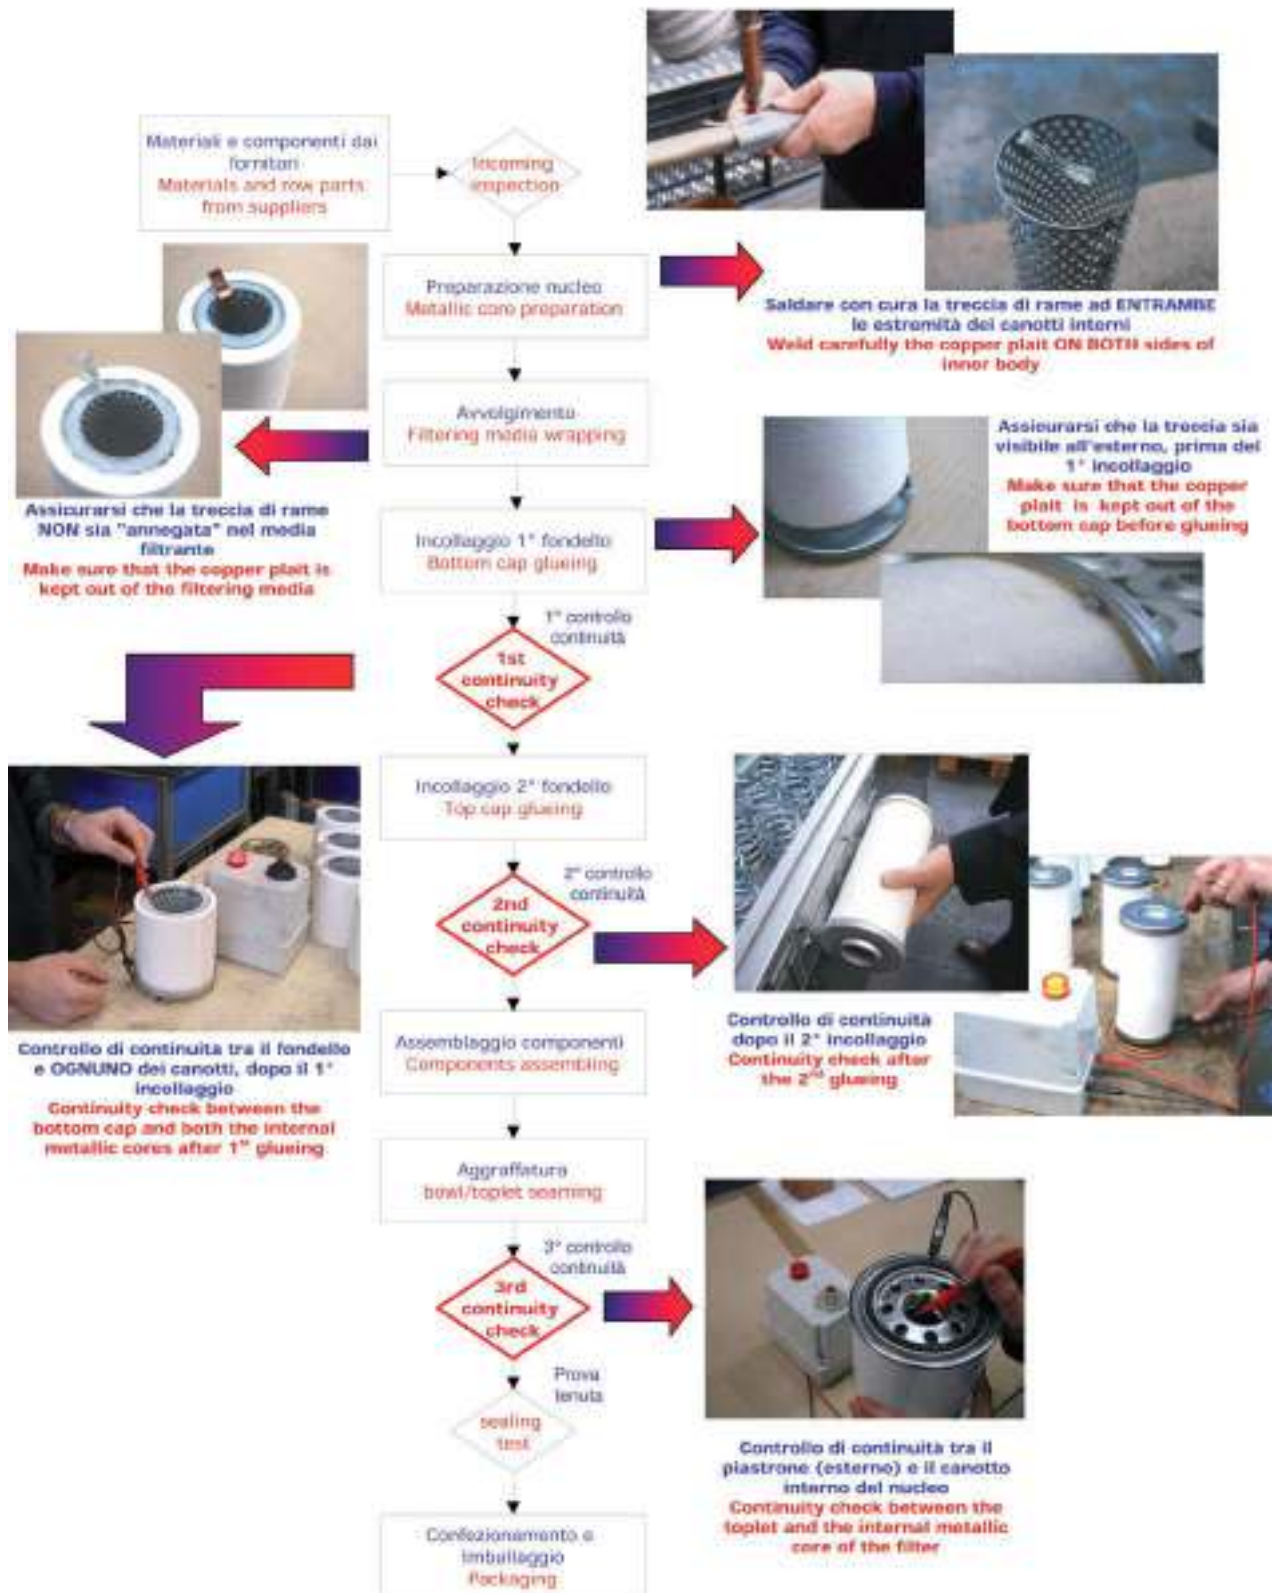 Materiali e componenti dai
fornitori
Materials and row parts
from suppliers
Incoming
inspection
Preparazione nucleo
Metallic core preparation
Saldare con cura la treccia di rame ad ENTRAMBE
le estremità dei canotti interni
Weld carefully the copper plait ON BOTH sides of
inner body
Avvolgimento
Filtering media wrapping
Assicurarsi che la treccia di rame
NON sia "annegata" nel media
filtrante
Make sure that the copper plait is
kept out of the filtering media
Incollaggio 1° fondello
Bottom cap glueing
Assicurarsi che la treccia sia
visibile all'esterno, prima del
1° incollaggio
Make sure that the copper
plait is kept out of the
bottom cap before glueing
1° controllo
continuità
1st
continuity
check
Controllo di continuità tra il fondello
e OGNUNO dei canotti, dopo il 1°
incollaggio
Continuity check between the
bottom cap and both the internal
metallic cores after 1st glueing
Incollaggio 2° fondello
Top cap glueing
2° controllo
continuità
2nd
continuity
check
Controllo di continuità
dopo il 2° incollaggio
Continuity check after
the 2nd glueing
Assemblaggio componenti
Components assembling
Aggraffatura
bowl/toplet seaming
3° controllo
continuità
3rd
continuity
check
Controllo di continuità tra il
piastrone (esterno) e il canotto
interno del nucleo
Continuity check between the
toplet and the internal metallic
core of the filter
Prova
tenuta
sealing
test
Confezionamento e
imballaggio
Packaging